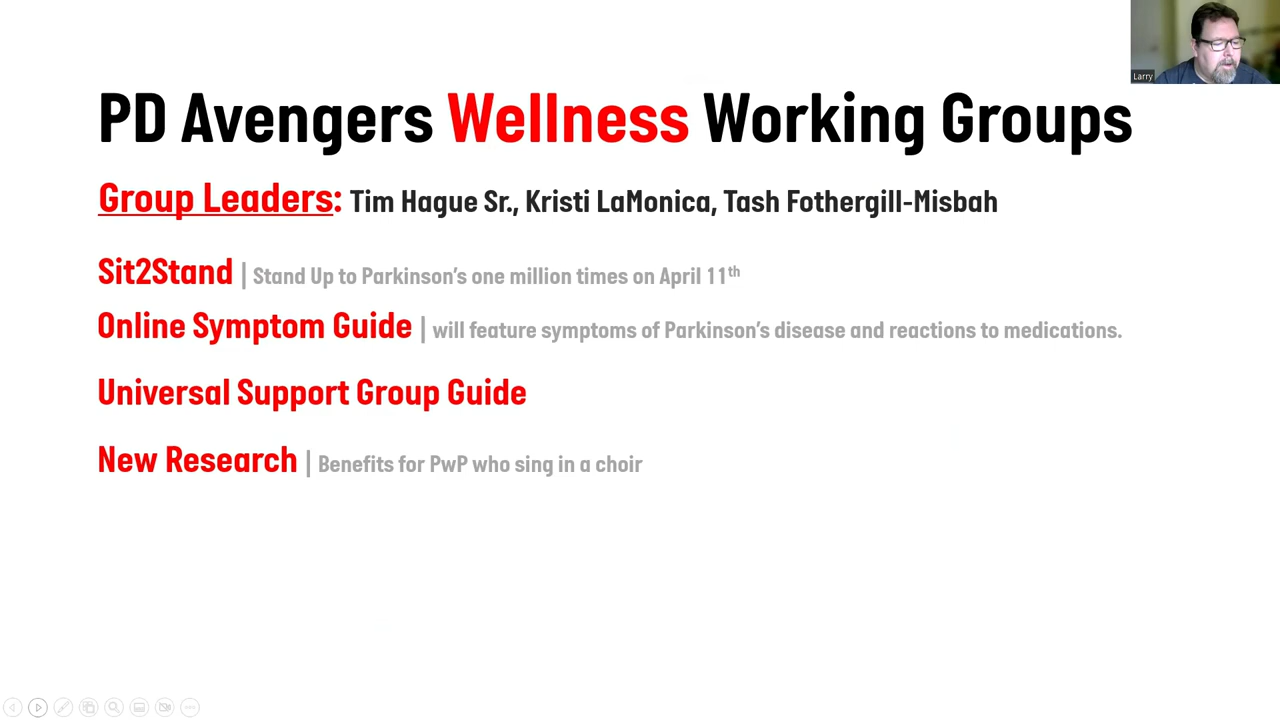 Larry
PD Avengers Wellness Working Groups
Group Leaders: Tim Hague Sr., Kristi LaMonica, Tash Fothergill-Misbah
Sit2Stand | Stand Up to Parkinson's one million times on April 11th
Online Symptom Guide | will feature symptoms of Parkinson's disease and reactions to medications.
Universal Support Group Guide
New Research | Benefits for PwP who sing in a choir